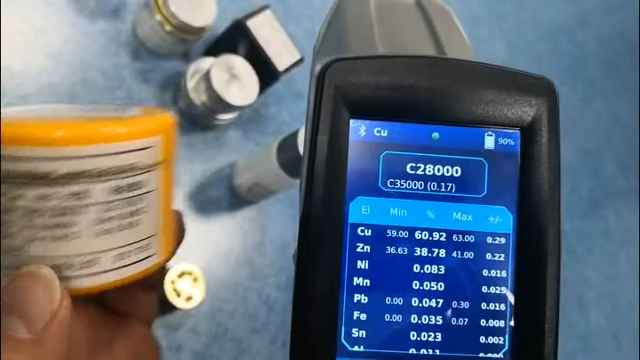 Cu 90%
C28000
C35000 (0.17)
El Min % Max +/-
Cu 59.00 60.92 63.00 0.29
Zn 36.63 38.78 41.00 0.22
Ni 0.083 0.016
Mn 0.050 0.025
Pb 0.00 0.047 0.30 0.016
Fe 0.00 0.035 0.07 0.008
Sn 0.023 0.002
Al 0.011